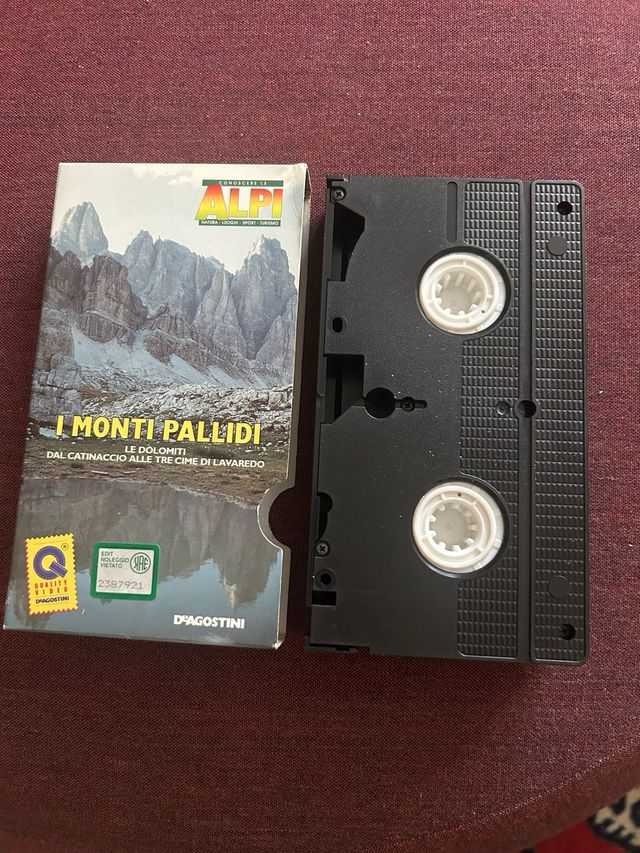 CONOSCERE LE
ALPI
NATURA - LUOGHI - SPORT - TURISMO
I MONTI PALLIDI
LE DOLOMITI
DAL CATINACCIO ALLE TRE CIME DI LAVAREDO
Q ®
QUALITY
VIDEO
DEAGOSTINI
EDIT
NOLEGGIO
VIETATO
2387921
DEAGOSTINI